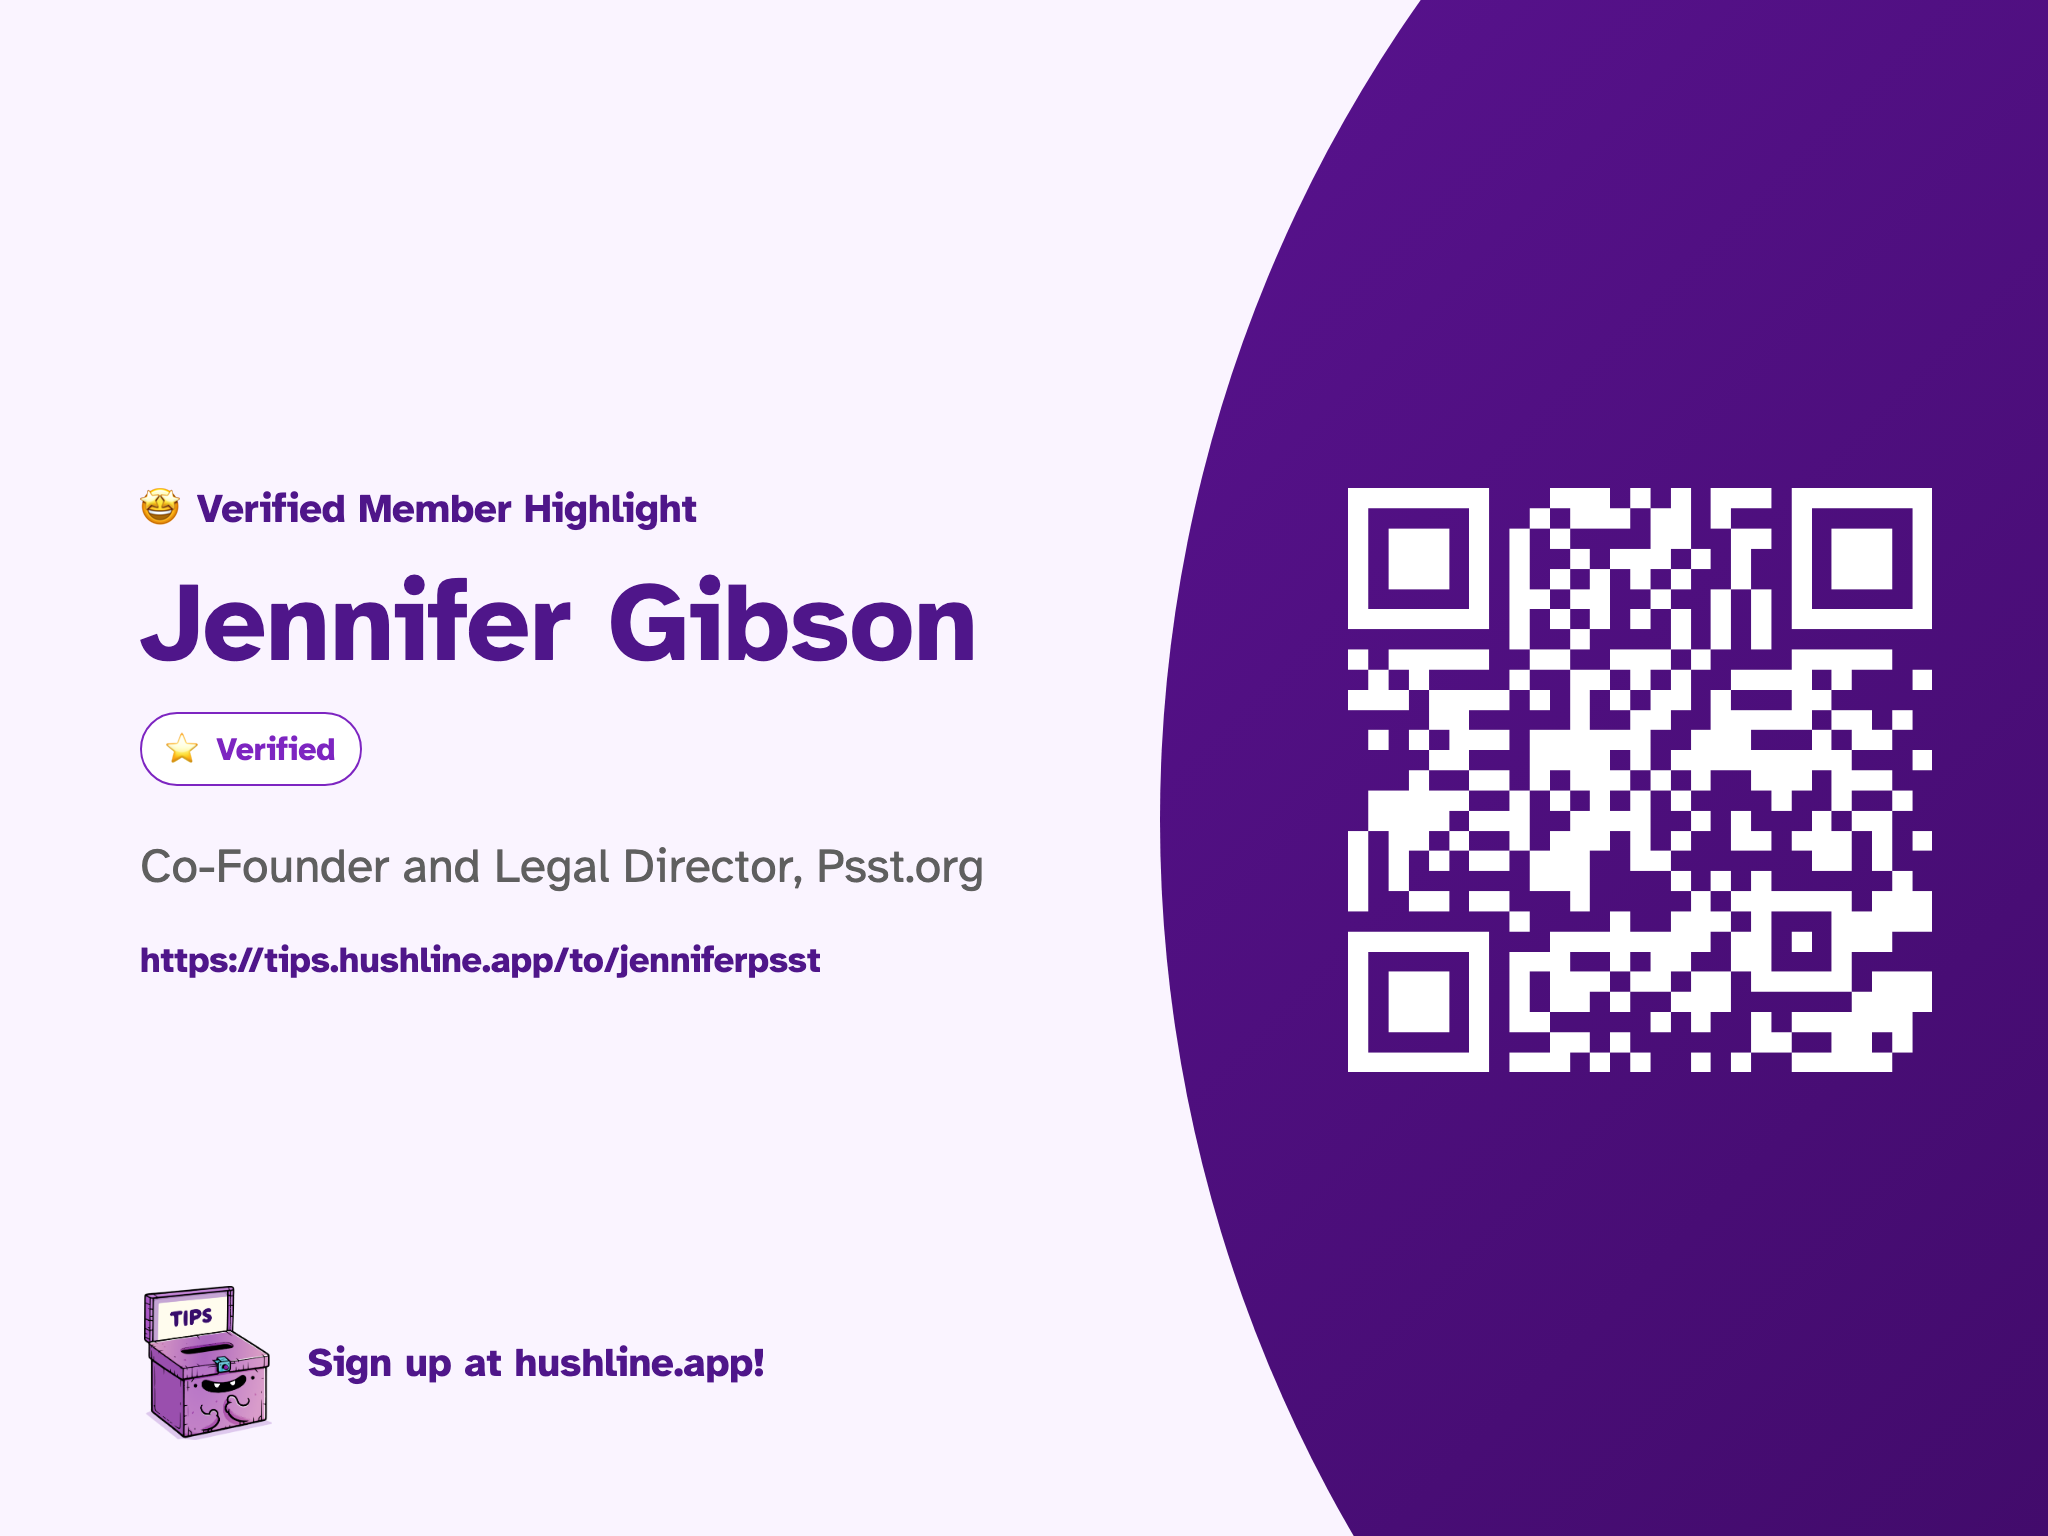 🤩 Verified Member Highlight
Jennifer Gibson
⭐ Verified
Co-Founder and Legal Director, Psst.org
https://tips.hushline.app/to/jenniferpsst
TIPS
Sign up at hushline.app!